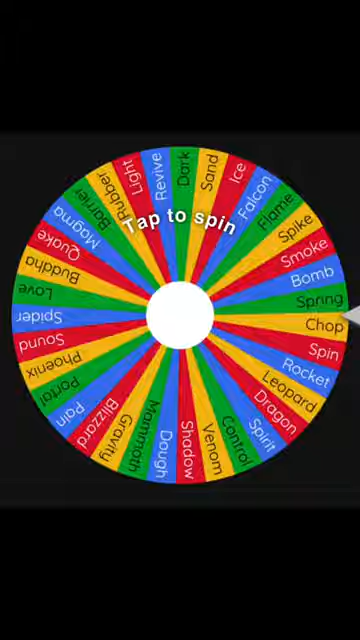 Tap to spin
Revive
Dark
Sand
Ice
Falcon
Flame
Spike
Smoke
Bomb
Spring
Chop
Spin
Rocket
Leopard
Dragon
Spirit
Control
Venom
Shadow
Dough
Mammoth
Gravity
Blizzard
Pain
Portal
Phoenix
Sound
Spider
Love
Buddha
Quake
Magma
Barrier
Rubber
Light